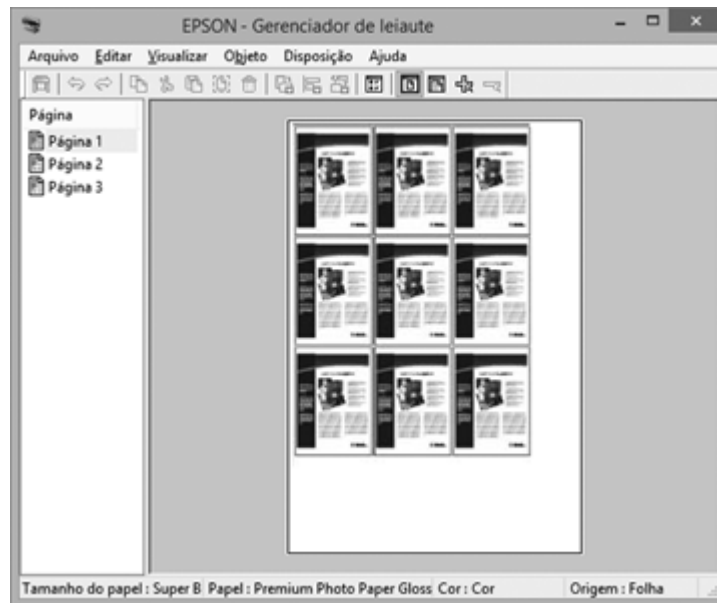 EPSON - Gerenciador de leiaute
Arquivo Editar Visualizar Objeto Disposição Ajuda
Página
Página 1
Página 2
Página 3
Tamanho do papel : Super B Papel : Premium Photo Paper Gloss Cor : Cor Origem : Folha